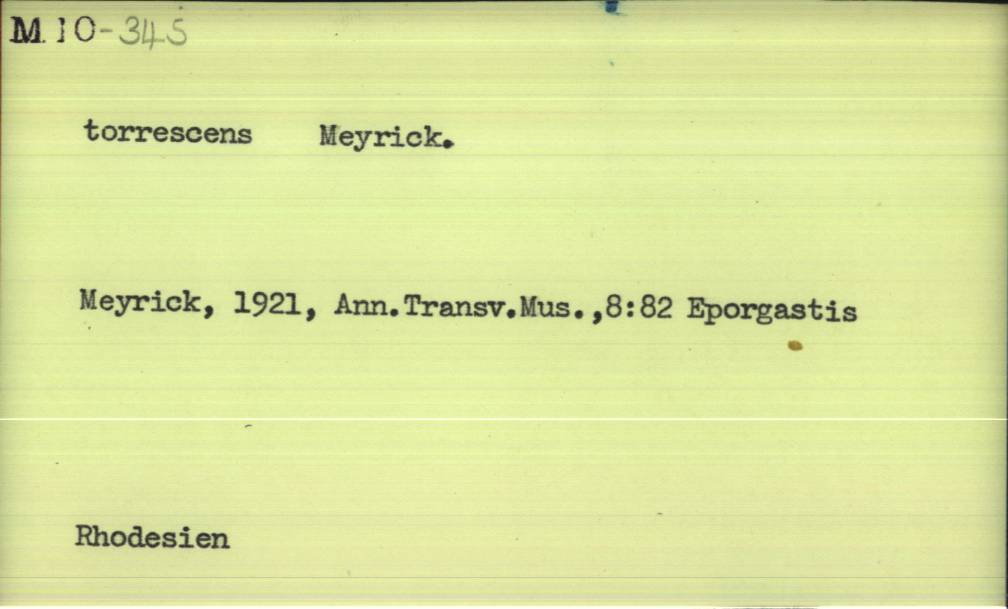 M.10-345
torrescens Meyrick.
Meyrick, 1921, Ann.Transv.Mus.,8:82 Eporgastis
Rhodesien